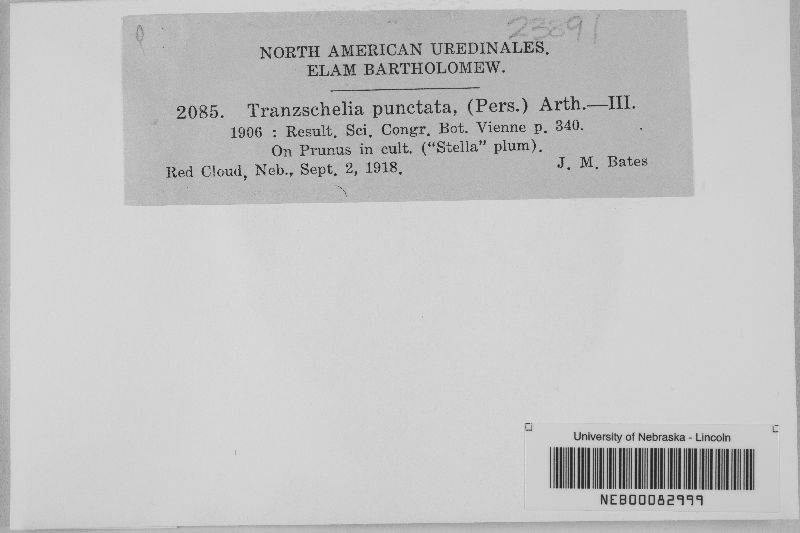 23891
NORTH AMERICAN UREDINALES.
ELAM BARTHOLOMEW.
2085. Tranzschelia punctata, (Pers.) Arth.—III.
1906 : Result. Sci. Congr. Bot. Vienne p. 340.
On Prunus in cult. ("Stella" plum).
Red Cloud, Neb., Sept. 2, 1918. J. M. Bates
University of Nebraska - Lincoln
NEB00082999